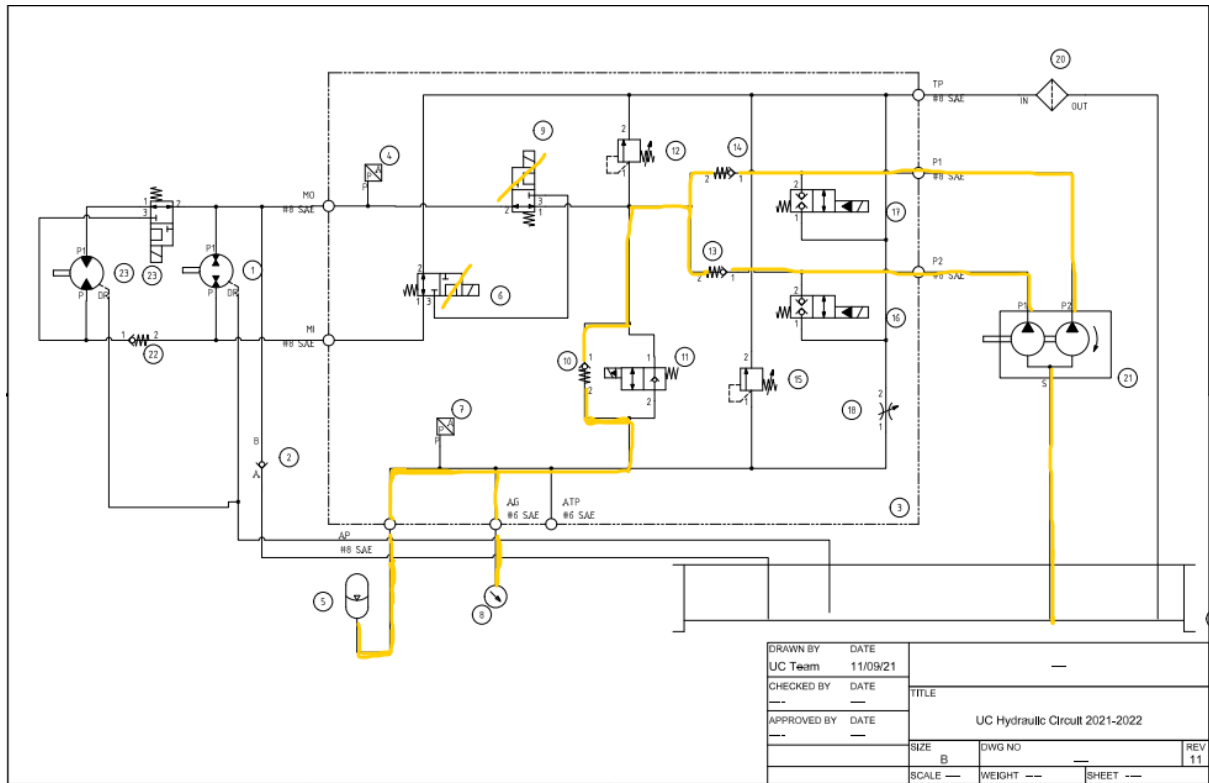 20
TP
#8 SAE
IN
OUT
9
4
P
A
P
2
12
1
14
2
1
P1
#8 SAE
2
1
17
1
2
3
MO
#8 SAE
2
3
1
P1
23
P
DR
23
P1
1
P
DR
2
1
3
6
13
2
1
P2
#8 SAE
2
1
16
P1
P2
S
21
MI
#8 SAE
1
2
22
10
1
2
1
11
2
2
15
1
2
18
1
7
P
A
P
B
2
A
AG
#6 SAE
ATP
#6 SAE
3
AP
#8 SAE
5
8
DRAWN BY DATE
UC Team 11/09/21
CHECKED BY DATE
---- —
APPROVED BY DATE
---- —
—
TITLE
UC Hydraulic Circuit 2021-2022
SIZE DWG NO REV
B — 11
SCALE — WEIGHT --- SHEET ---